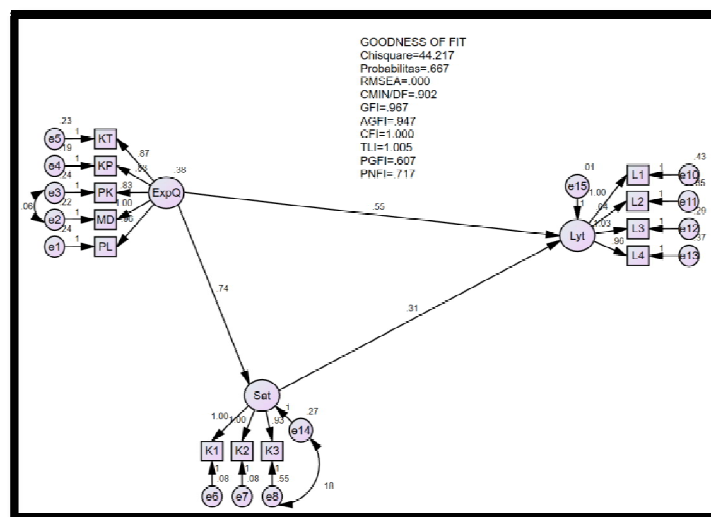 GOODNESS OF FIT
Chisquare=44.217
Probabilitas=.667
RMSEA=.000
CMIN/DF=.902
GFI=.967
AGFI=.947
CFI=1.000
TLI=1.005
PGFI=.607
PNFI=.717
.23
e5 1 KT
.19
e4 1 KP
.24
e3 1 PK
.22
e2 1 MD
.24
e1 1 PL
.06
.87
.83
1.00
.38
ExpQ
.55
.74
.31
.01
e15
1
Lyt
1.00
1.03
.96
L1 1 e10 .43
L2 1 e11
L3 1 e12
L4 1 e13
Sat
1
.27
e14
1.00
.93
K1
K2
K3
1
1
1
.08
.08
.55
e6
e7
e8
.18